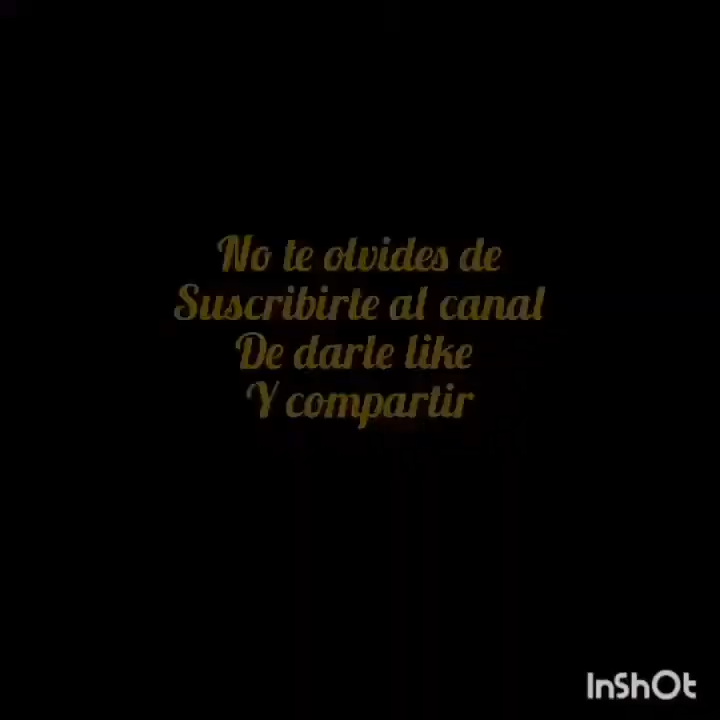 No te olvides de
Suscribirte al canal
De darle like
Y compartir
InShOt